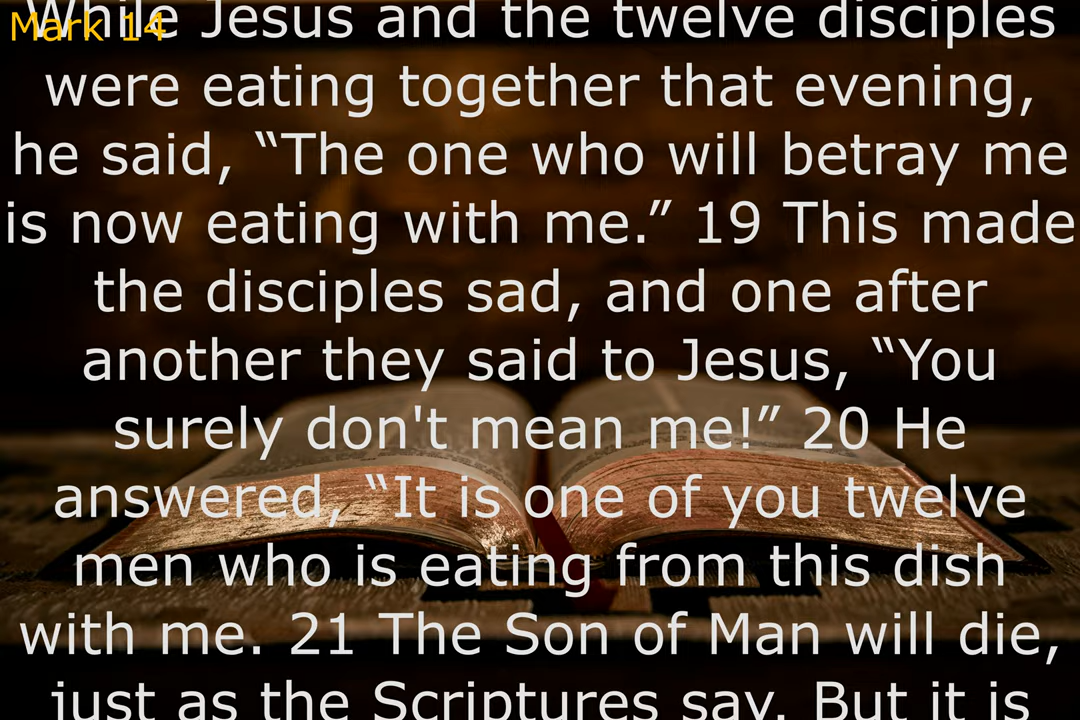 Mark 14
While Jesus and the twelve disciples
were eating together that evening,
he said, “The one who will betray me
is now eating with me.” 19 This made
the disciples sad, and one after
another they said to Jesus, “You
surely don't mean me!” 20 He
answered, “It is one of you twelve
men who is eating from this dish
with me. 21 The Son of Man will die,
just as the Scriptures say. But it is